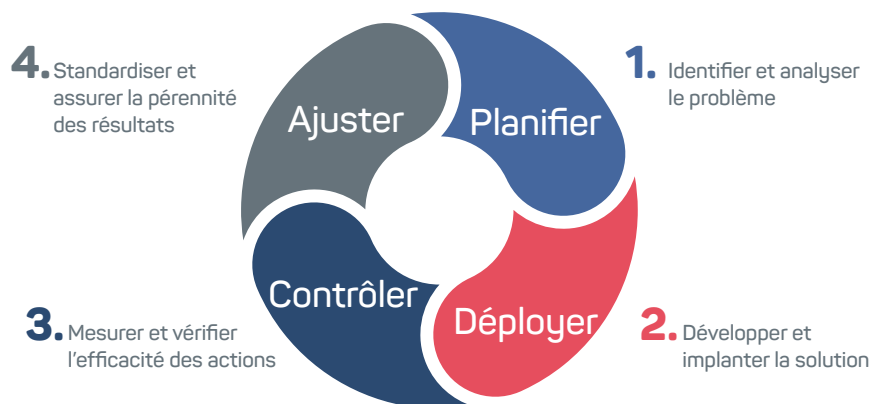 4. Standardiser et
assurer la pérennité
des résultats
Ajuster
Planifier
1. Identifier et analyser
le problème
Contrôler
Déployer
3. Mesurer et vérifier
l'efficacité des actions
2. Développer et
implanter la solution